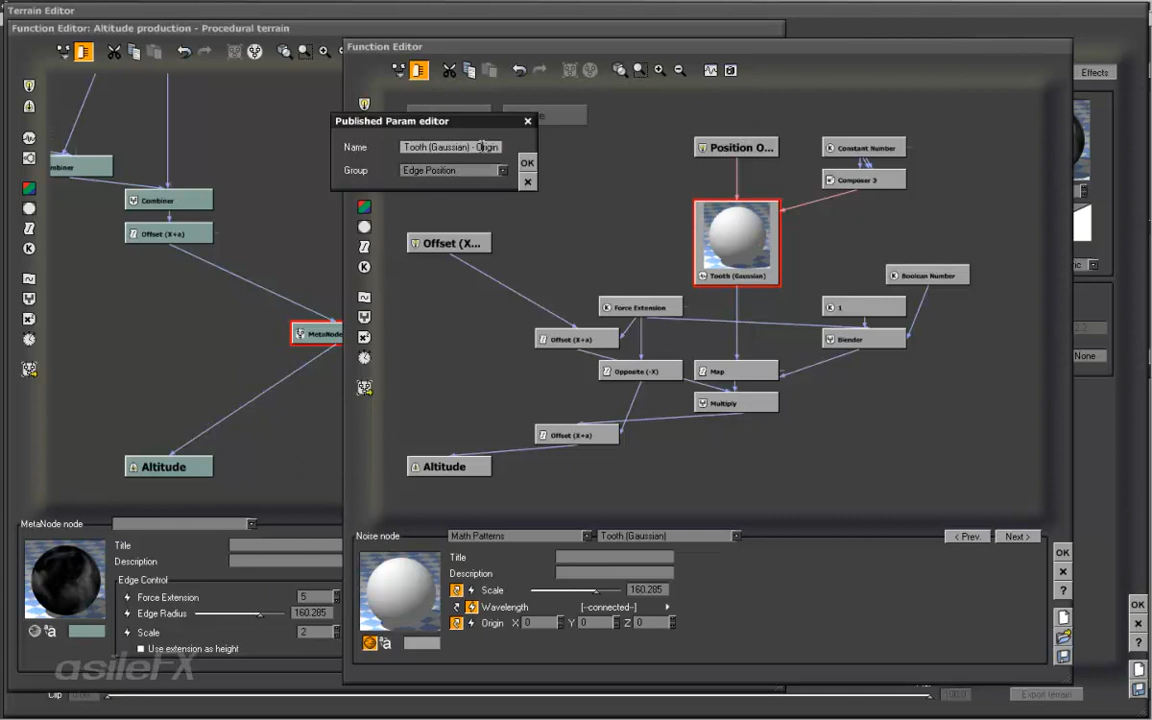 Terrain Editor
Function Editor: Altitude production - Procedural terrain
Function Editor
Effects
Published Param editor
Name
Tooth (Gaussian) - Origin
OK
Group
Edge Position
Position O...
Constant Number
Composer 3
Tooth (Gaussian)
Boolean Number
Combiner
Offset (X+a)
Offset (X...
Force Extension
1
Offset (X+a)
Blender
MetaNode
Opposite (-X)
Map
Multiply
None
Offset (X+a)
Altitude
Altitude
MetaNode node
Title
Description
Edge Control
Force Extension
5
Edge Radius
160.285
Scale
2
Use extension as height
Noise node
Math Patterns
Tooth (Gaussian)
< Prev.
Next >
Title
Description
Scale
160.285
Wavelength
[-connected-]
Origin
X
0
Y
0
Z
0
OK
?
OK
?
asileFX
Clip
Export terrain